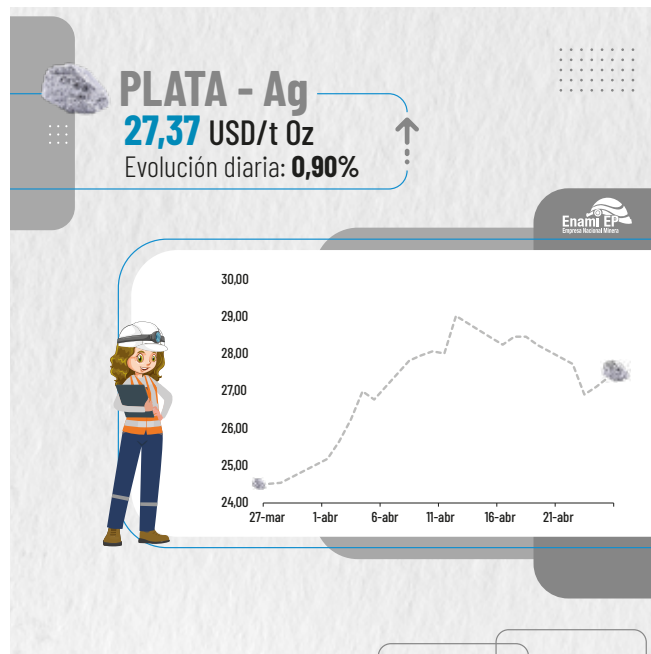 PLATA - Ag
27,37 USD/t Oz
Evolución diaria: 0,90%
Enami EP
Empresa Nacional Minera
30,00
29,00
28,00
27,00
26,00
25,00
24,00
27-mar 1-abr 6-abr 11-abr 16-abr 21-abr